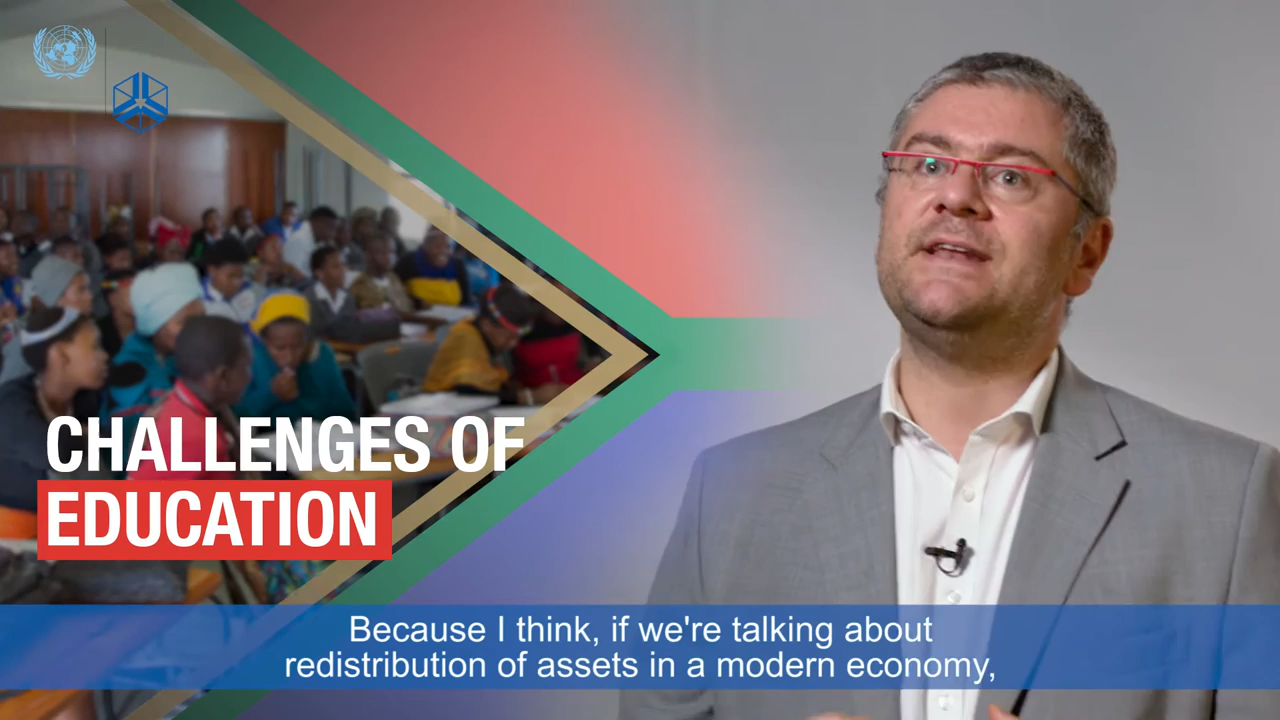 CHALLENGES OF
EDUCATION
Because I think, if we're talking about
redistribution of assets in a modern economy,